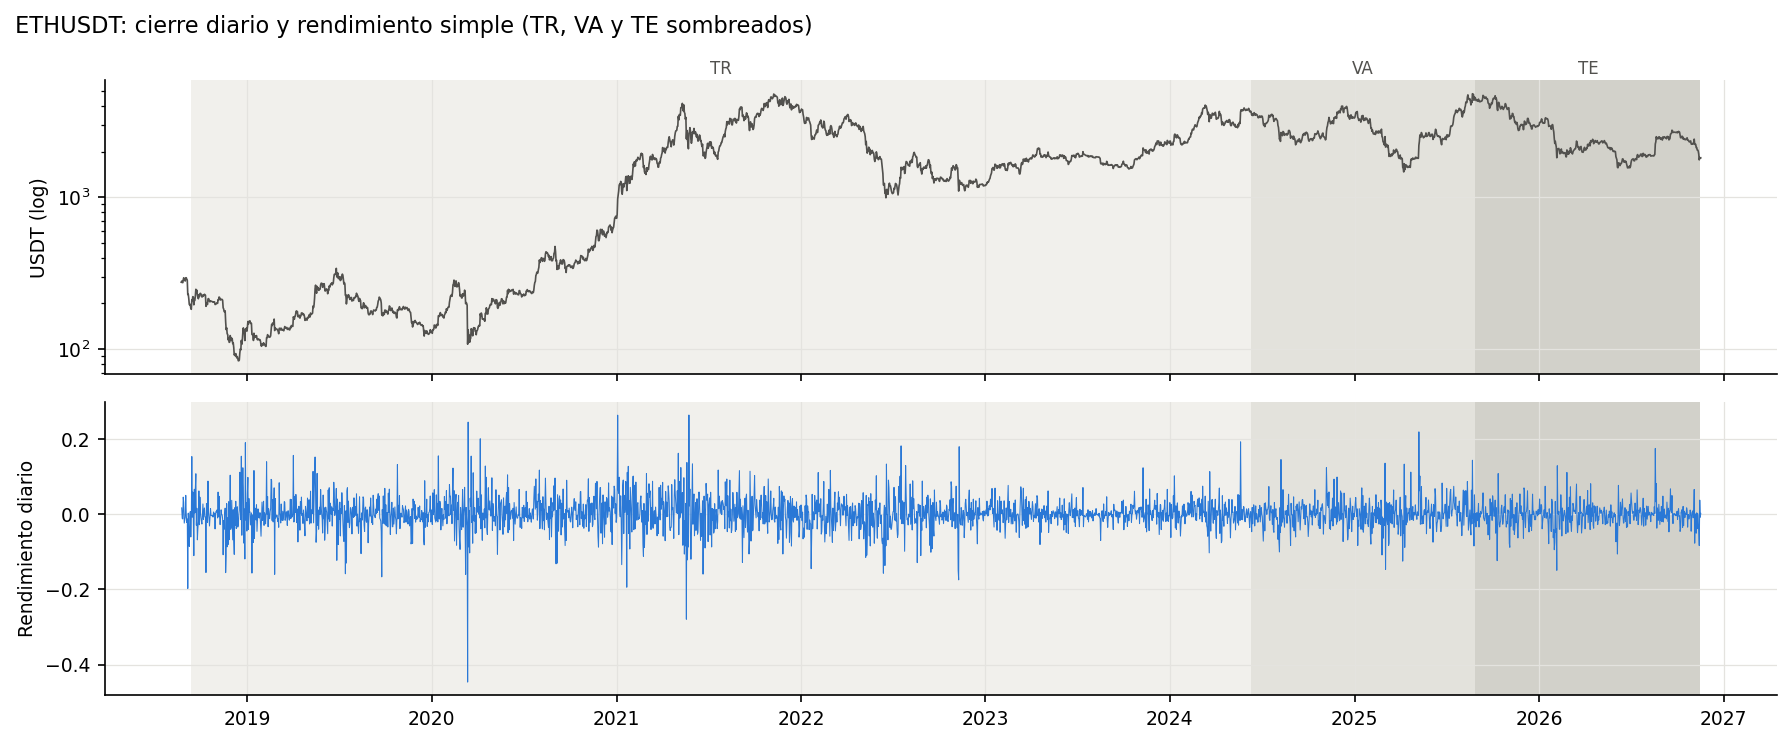 ETHUSDT: cierre diario y rendimiento simple (TR, VA y TE sombreados)
TR VA TE
USDT (log)
10³
10²
Rendimiento diario
0.2
0.0
−0.2
−0.4
2019 2020 2021 2022 2023 2024 2025 2026 2027